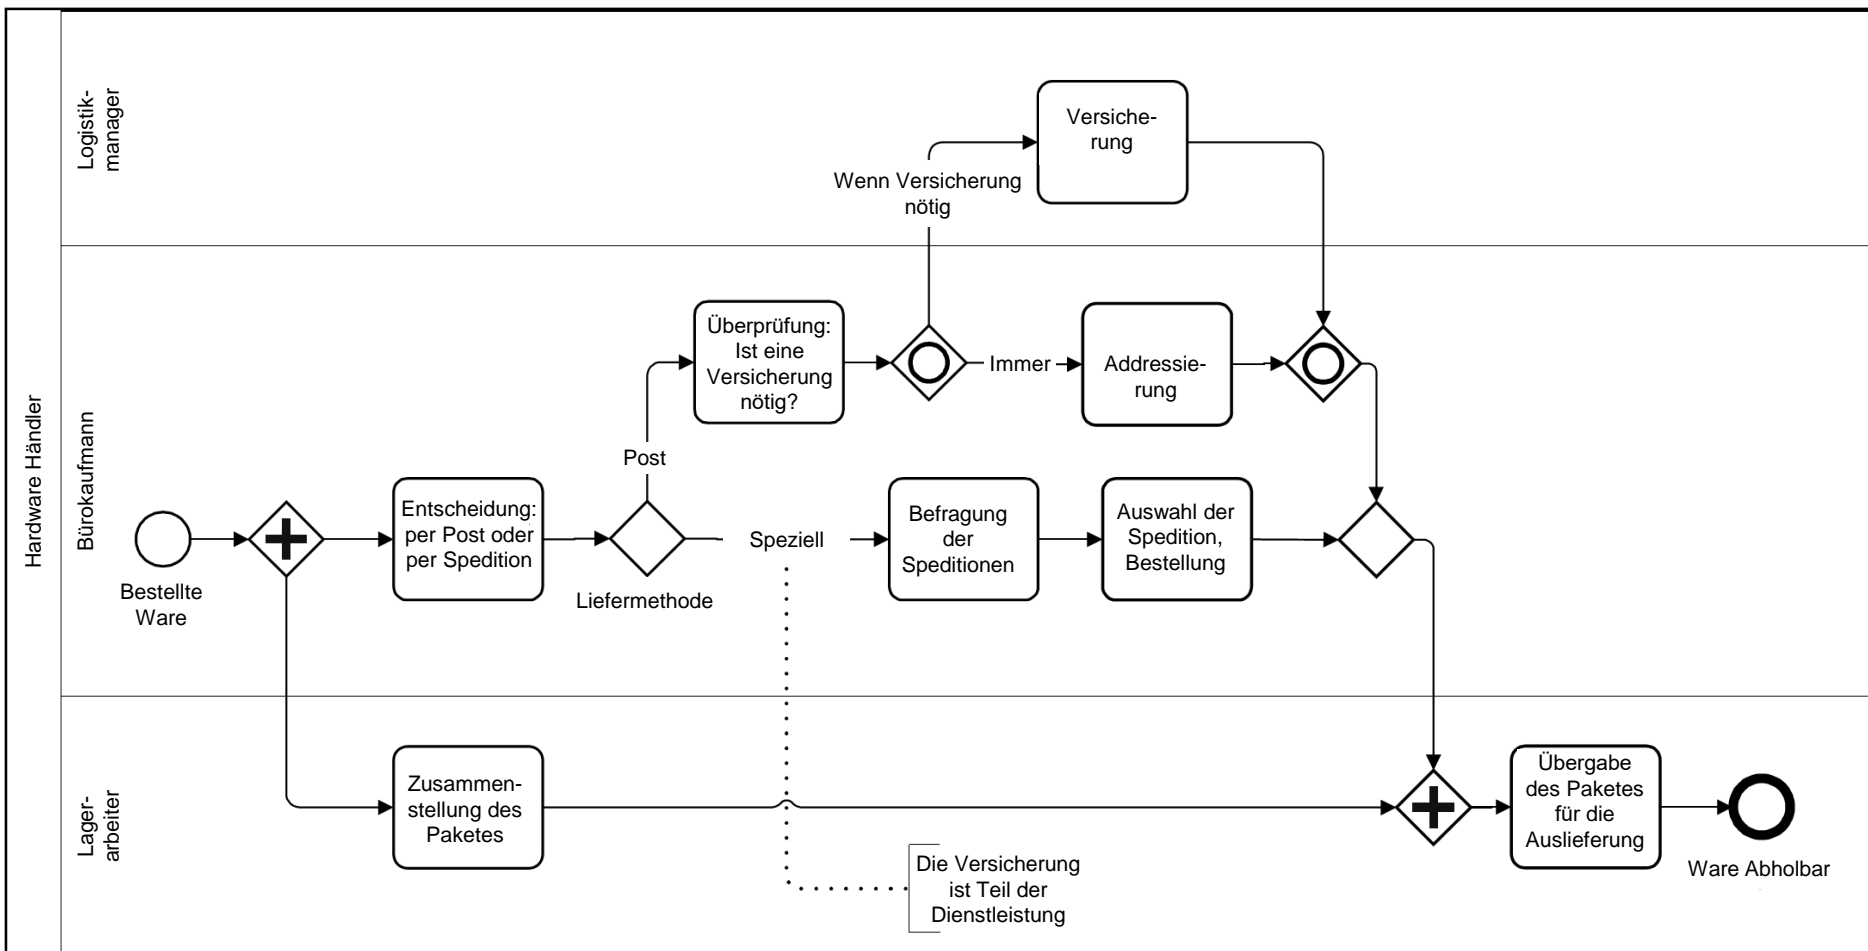 Hardware Händler
Logistik-
manager
Versiche-
rung
Wenn Versicherung
nötig
Bürokaufmann
Überprüfung:
Ist eine
Versicherung
nötig?
Immer
Addressie-
rung
Post
Bestellte
Ware
Entscheidung:
per Post oder
per Spedition
Liefermethode
Speziell
Befragung
der
Speditionen
Auswahl der
Spedition,
Bestellung
Lager-
arbeiter
Zusammen-
stellung des
Paketes
Übergabe
des Paketes
für die
Auslieferung
Ware Abholbar
Die Versicherung
ist Teil der
Dienstleistung